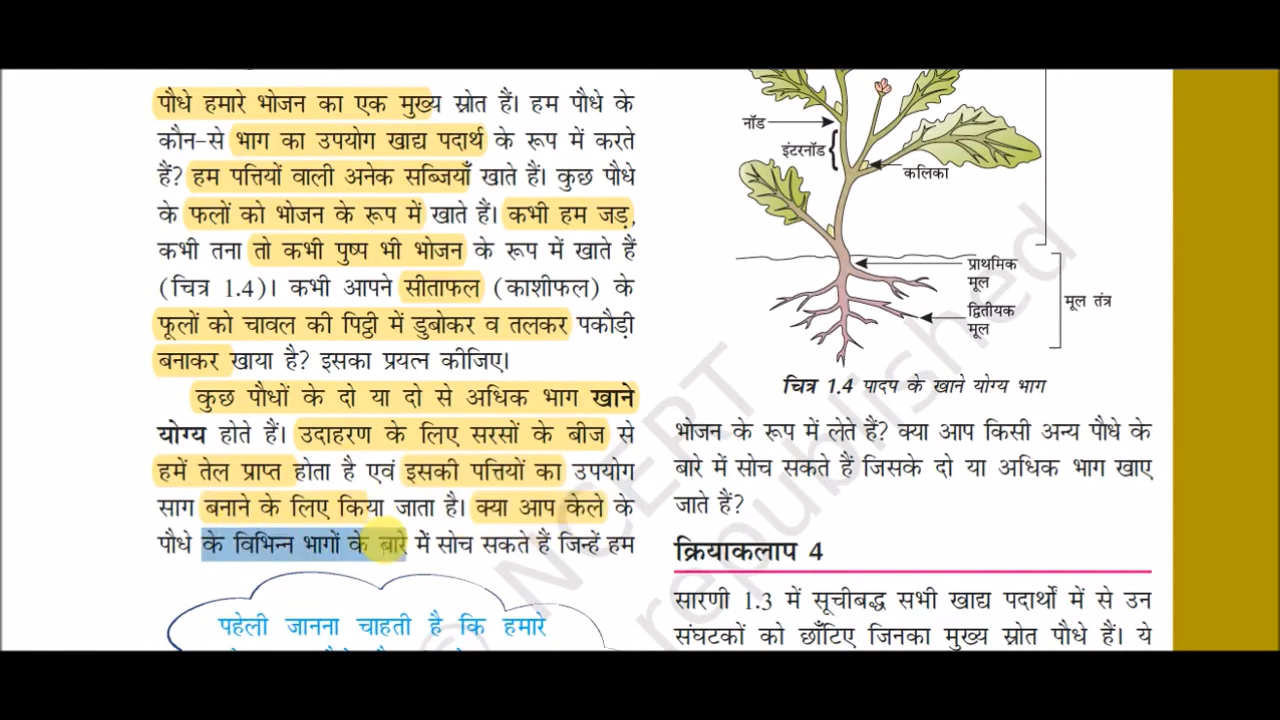 पौधे हमारे भोजन का एक मुख्य स्रोत हैं। हम पौधे के
कौन-से भाग का उपयोग खाद्य पदार्थ के रूप में करते
हैं? हम पत्तियों वाली अनेक सब्जियाँ खाते हैं। कुछ पौधे
के फलों को भोजन के रूप में खाते हैं। कभी हम जड़,
कभी तना तो कभी पुष्प भी भोजन के रूप में खाते हैं
(चित्र 1.4)। कभी आपने सीताफल (काशीफल) के
फूलों को चावल की पिट्ठी में डुबोकर व तलकर पकौड़ी
बनाकर खाया है? इसका प्रयत्न कीजिए।
कुछ पौधों के दो या दो से अधिक भाग खाने
योग्य होते हैं। उदाहरण के लिए सरसों के बीज से
हमें तेल प्राप्त होता है एवं इसकी पत्तियों का उपयोग
साग बनाने के लिए किया जाता है। क्या आप केले के
पौधे के विभिन्न भागों के बारे में सोच सकते हैं जिन्हें हम
पहेली जानना चाहती है कि हमारे
नॉड
इंटरनॉड
कलिका
प्राथमिक
मूल
द्वितीयक
मूल
मूल तंत्र
चित्र 1.4 पादप के खाने योग्य भाग
भोजन के रूप में लेते हैं? क्या आप किसी अन्य पौधे के
बारे में सोच सकते हैं जिसके दो या अधिक भाग खाए
जाते हैं?
क्रियाकलाप 4
सारणी 1.3 में सूचीबद्ध सभी खाद्य पदार्थों में से उन
संघटकों को छाँटिए जिनका मुख्य स्रोत पौधे हैं। ये
© NCERT
republished